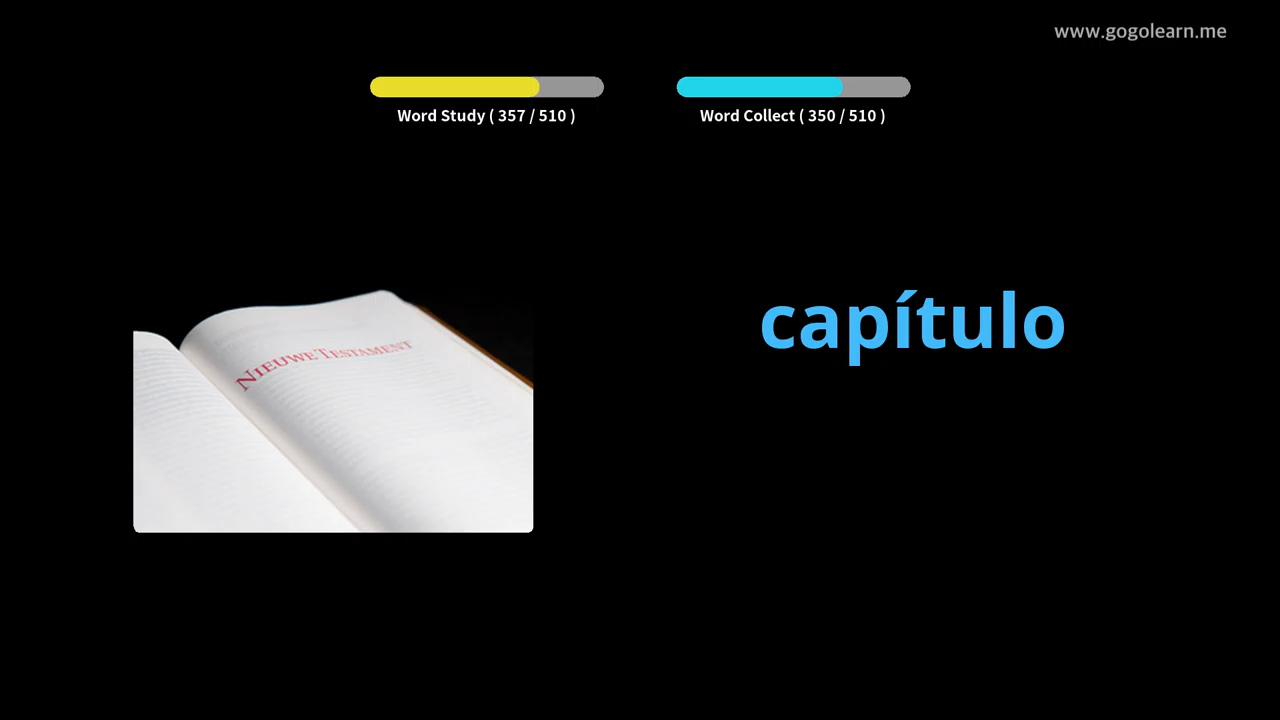 www.gogolearn.me
Word Study ( 357 / 510 )
Word Collect ( 350 / 510 )
capítulo
NIEUWE TESTAMENT